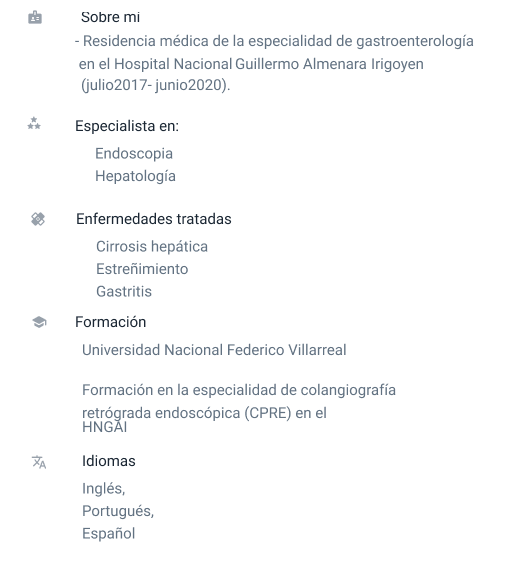 Sobre mi
- Residencia médica de la especialidad de gastroenterología
en el Hospital Nacional Guillermo Almenara Irigoyen
(julio2017- junio2020).
Especialista en:
Endoscopia
Hepatología
Enfermedades tratadas
Cirrosis hepática
Estreñimiento
Gastritis
Formación
Universidad Nacional Federico Villarreal
Formación en la especialidad de colangiografía
retrógrada endoscópica (CPRE) en el
HNGAI
Idiomas
Inglés,
Portugués,
Español